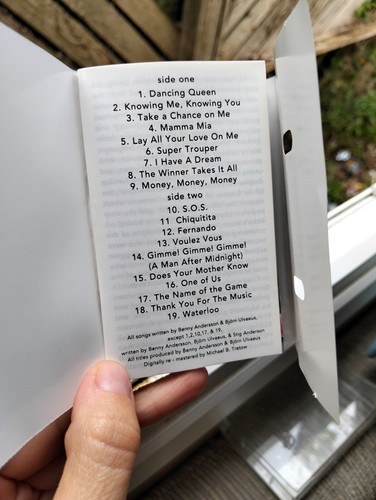 side one
1. Dancing Queen
2. Knowing Me, Knowing You
3. Take a Chance on Me
4. Mamma Mia
5. Lay All Your Love On Me
6. Super Trouper
7. I Have A Dream
8. The Winner Takes It All
9. Money, Money, Money
side two
10. S.O.S.
11 Chiquitita
12. Fernando
13. Voulez Vous
14. Gimme! Gimme! Gimme!
(A Man After Midnight)
15. Does Your Mother Know
16. One of Us
17. The Name of the Game
18. Thank You For The Music
19. Waterloo
All songs written by Benny Andersson & Björn Ulvaeus,
except 1,2,10,17, & 19,
written by Benny Andersson, Björn Ulvaeus, & Stig Anderson
All titles produced by Benny Andersson & Björn Ulvaeus
Digitally re - mastered by Michael B. Tretow